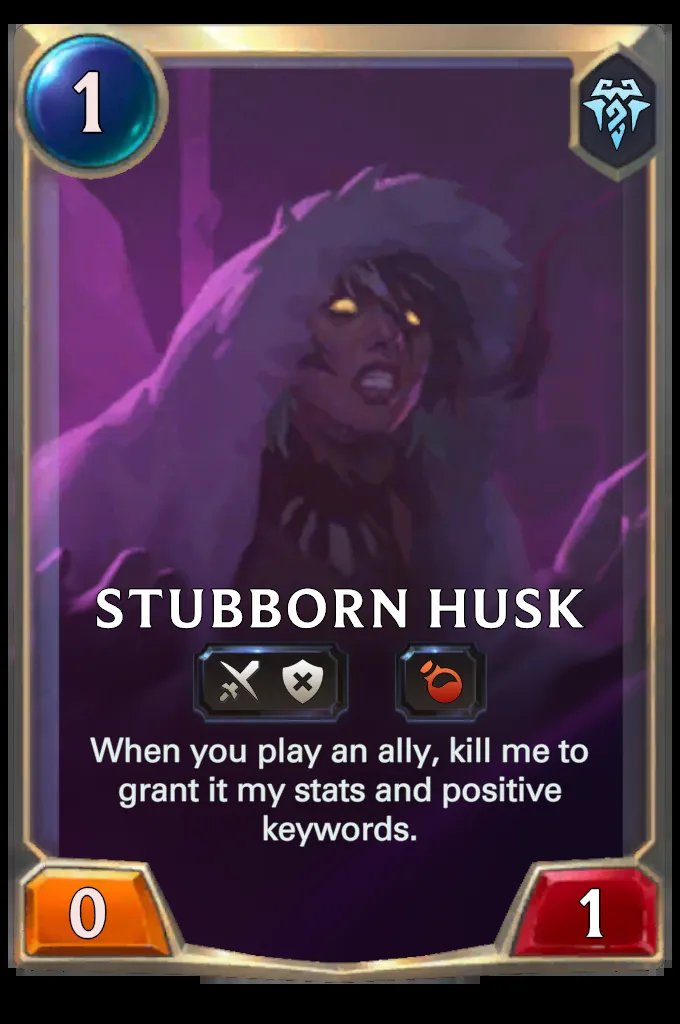 1
STUBBORN HUSK
When you play an ally, kill me to
grant it my stats and positive
keywords.
0
1